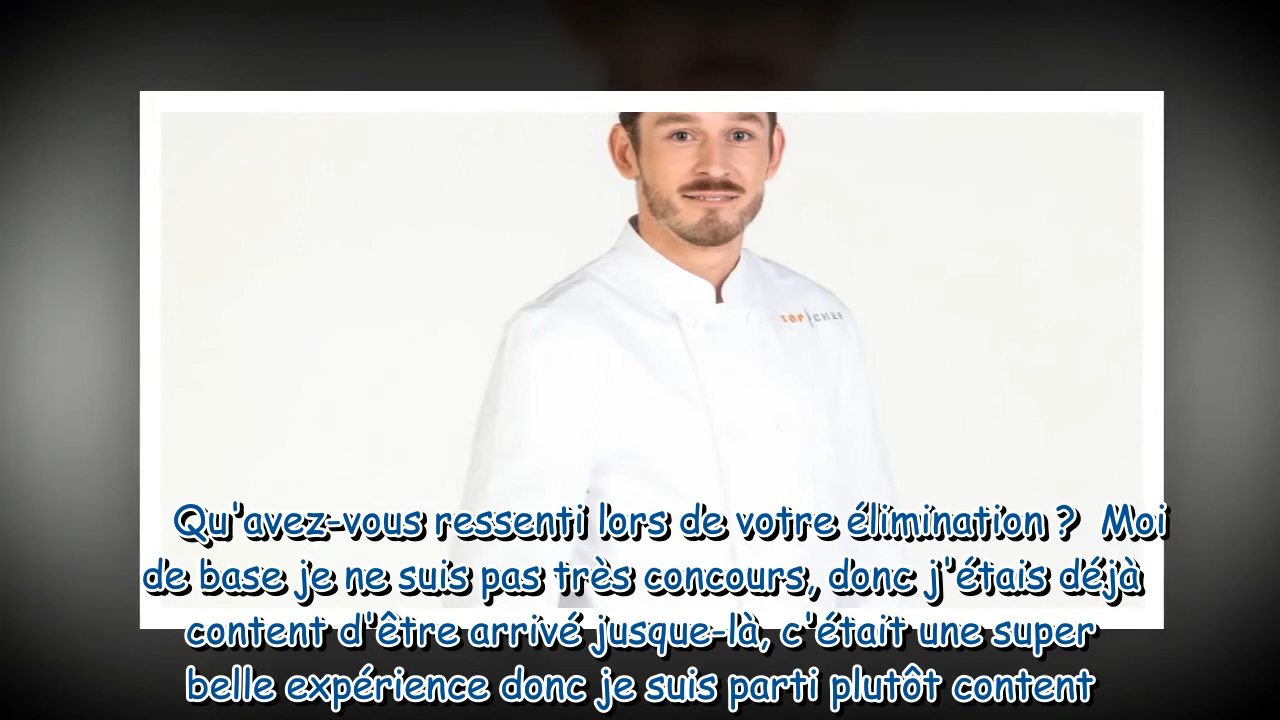 TOP CHEF
Qu'avez-vous ressenti lors de votre élimination ? Moi
de base je ne suis pas très concours, donc j'étais déjà
content d'être arrivé jusque-là, c'était une super
belle expérience donc je suis parti plutôt content